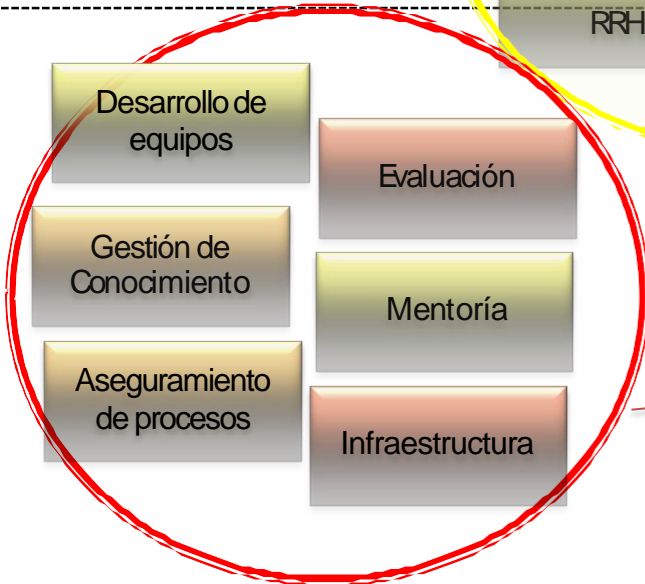 RRH
Desarrollo de
equipos
Evaluación
Gestión de
Conocimiento
Mentoría
Aseguramiento
de procesos
Infraestructura